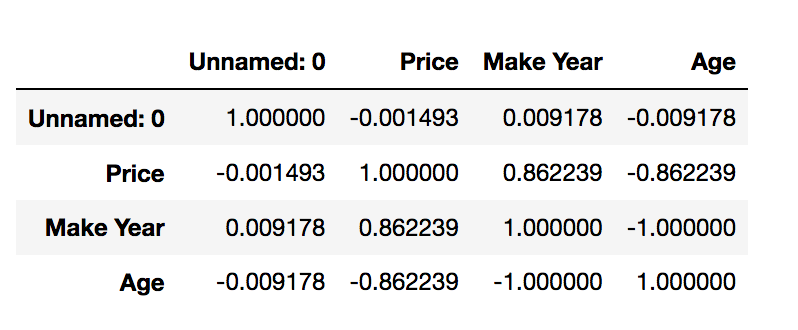 Unnamed: 0 Price Make Year Age
Unnamed: 0 1.000000 -0.001493 0.009178 -0.009178
Price -0.001493 1.000000 0.862239 -0.862239
Make Year 0.009178 0.862239 1.000000 -1.000000
Age -0.009178 -0.862239 -1.000000 1.000000